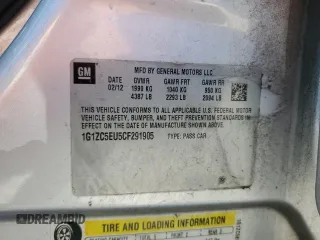 GM
MFD BY GENERAL MOTORS LLC
DATE GVWR GAWR FRT GAWR RR
02/12 1990 KG 1040 KG 950 KG
4387 LB 2293 LB 2094 LB
THIS VEHICLE CONFORMS TO ALL APPLICABLE U.S. FEDERAL MOTOR
VEHICLE SAFETY, BUMPER, AND THEFT PREVENTION STANDARDS
IN EFFECT ON THE DATE OF MANUFACTURE SHOWN ABOVE.
1G1ZC5EU5CF291905 TYPE: PASS CAR
TIRE AND LOADING INFORMATION
DREAMBID